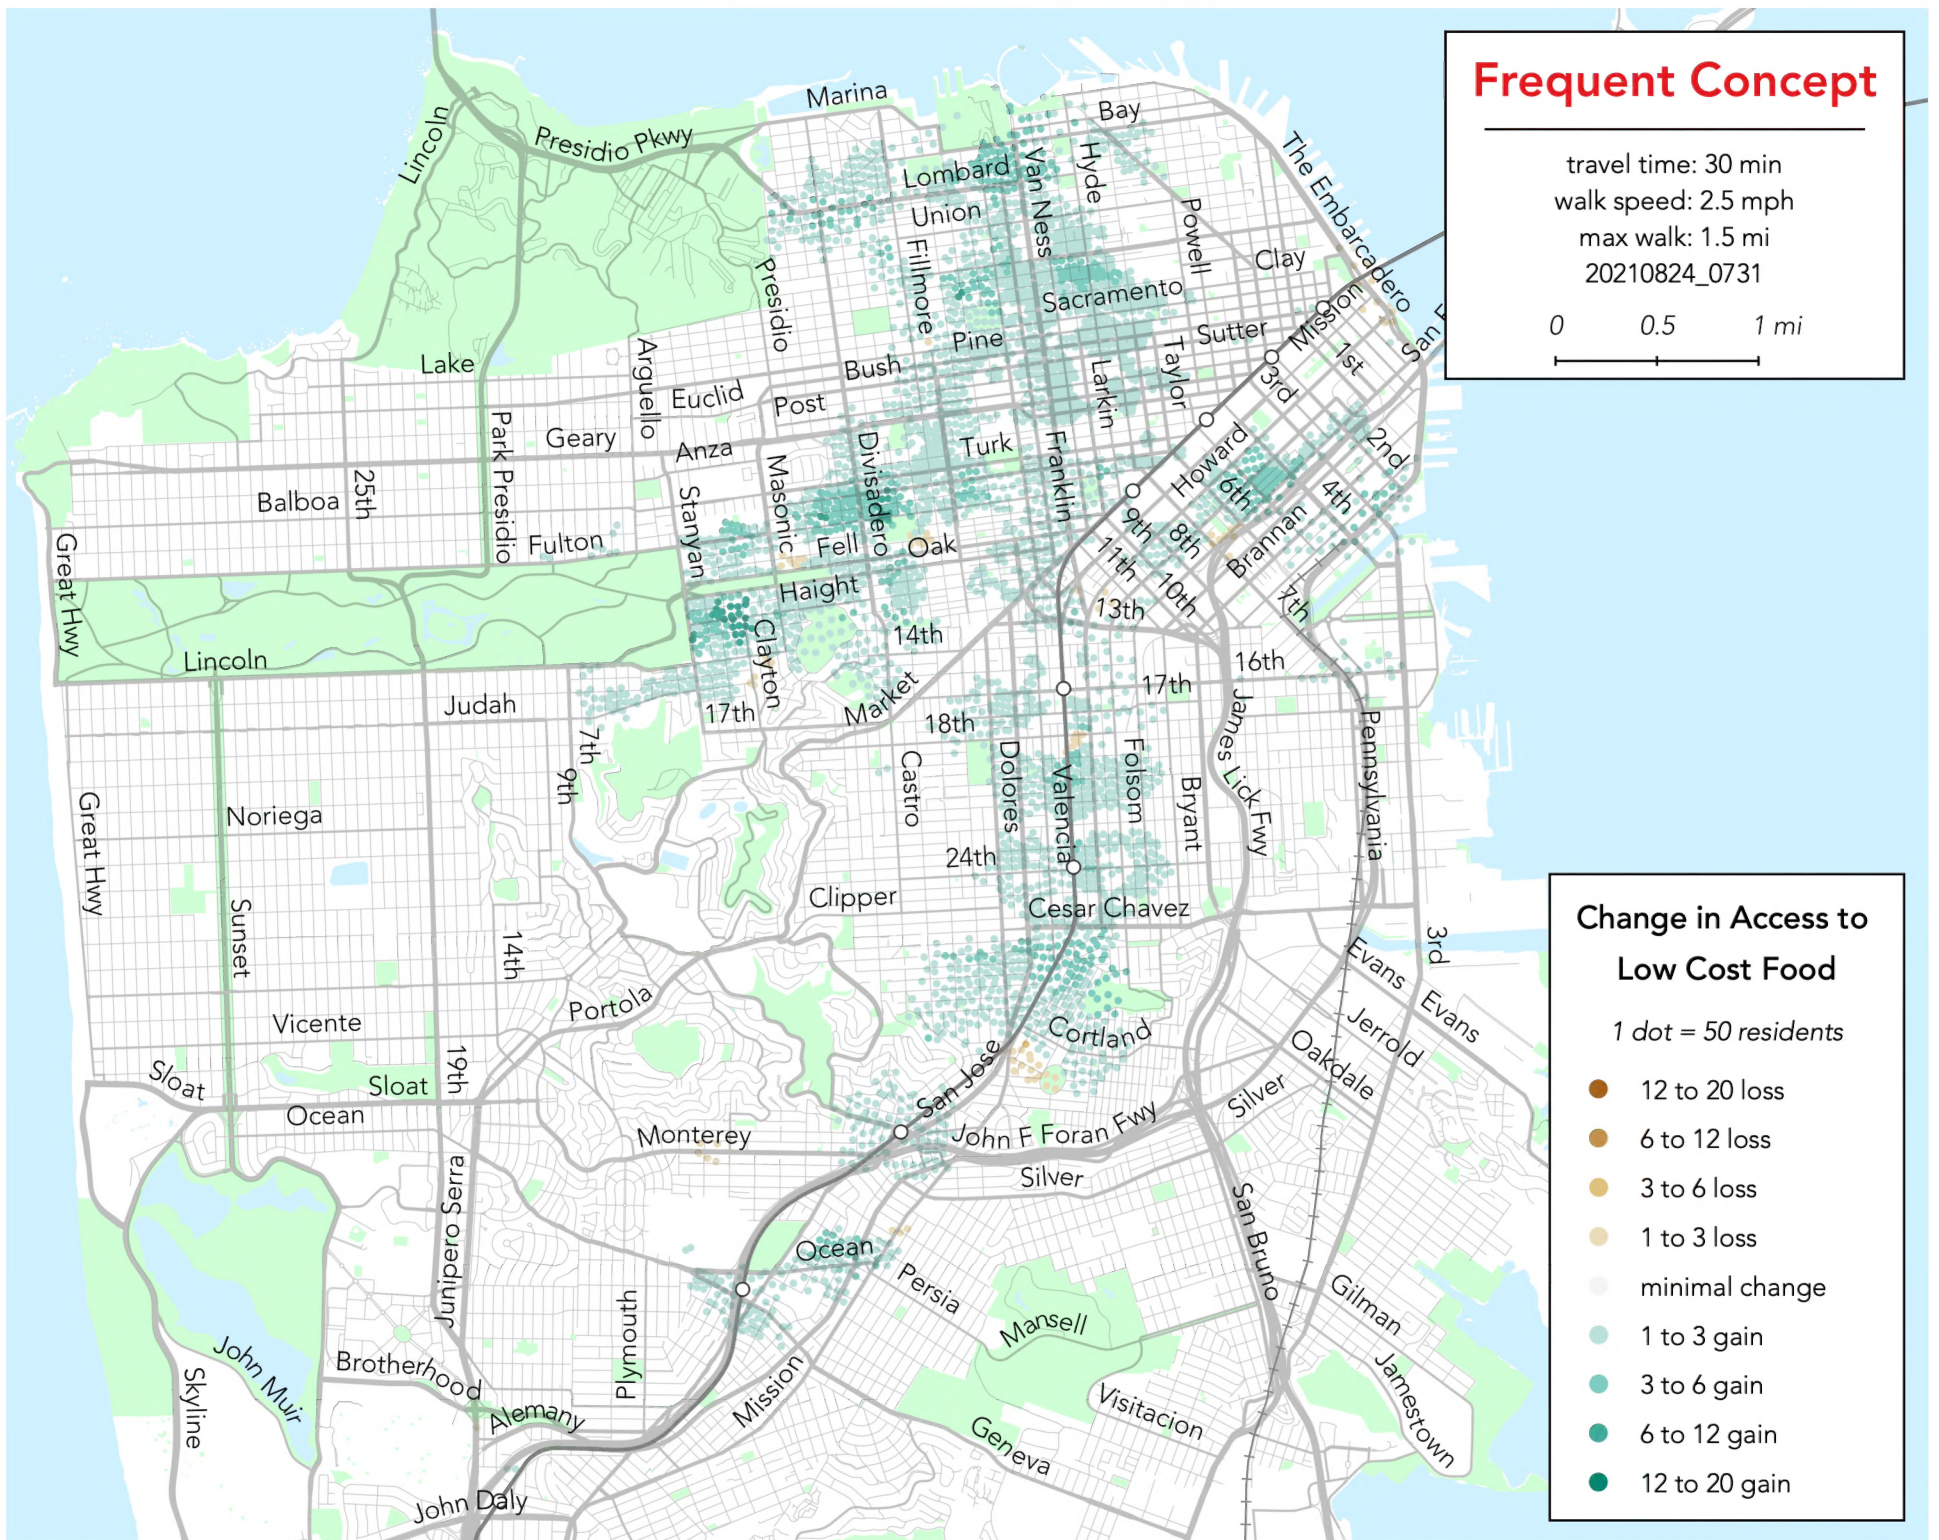 Frequent Concept
travel time: 30 min
walk speed: 2.5 mph
max walk: 1.5 mi
20210824_0731
0 0.5 1 mi
Marina
Bay
Lincoln
Presidio Pkwy
The Embarcadero
Lombard
Van Ness
Hyde
Union
Powell
Fillmore
Clay
Presidio
Sacramento
Mission
Sutter
Pine
1st
San F
Lake
Arguello
Bush
Taylor
Larkin
3rd
Euclid
Post
Park Presidio
Geary
Anza
Divisadero
Turk
Franklin
Howard
2nd
25th
Balboa
Masonic
Stanyan
6th
4th
Great Hwy
Fulton
Fell
Oak
9th
8th
Brannan
11th
Haight
10th
7th
13th
Clayton
14th
Lincoln
16th
17th
Judah
17th
Market
18th
James Lick Fwy
Pennsylvania
7th
9th
Castro
Dolores
Valencia
Folsom
Bryant
Great Hwy
Noriega
24th
Clipper
Cesar Chavez
Sunset
14th
3rd
Evans
Evans
Portola
Vicente
Cortland
Jerrold
Oakdale
19th
San Jose
Sloat
Sloat
Silver
Ocean
Monterey
John F Foran Fwy
Silver
Junipero Serra
San Bruno
Ocean
Persia
Plymouth
Mansell
Gilman
John Muir
Brotherhood
Skyline
Mission
Jamestown
Alemany
Visitacion
Geneva
John Daly
Change in Access to
Low Cost Food
1 dot = 50 residents
12 to 20 loss
6 to 12 loss
3 to 6 loss
1 to 3 loss
minimal change
1 to 3 gain
3 to 6 gain
6 to 12 gain
12 to 20 gain